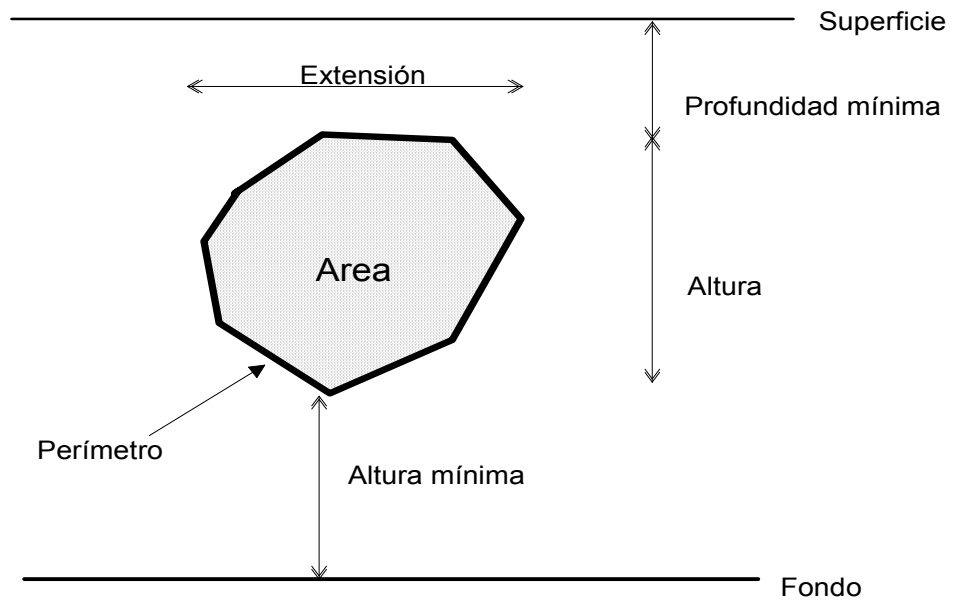 Superficie
Extensión
Profundidad mínima
Area
Altura
Perímetro
Altura mínima
Fondo